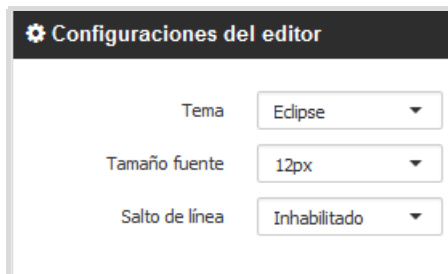 Configuraciones del editor
Tema Eclipse
Tamaño fuente 12px
Salto de línea Inhabilitado